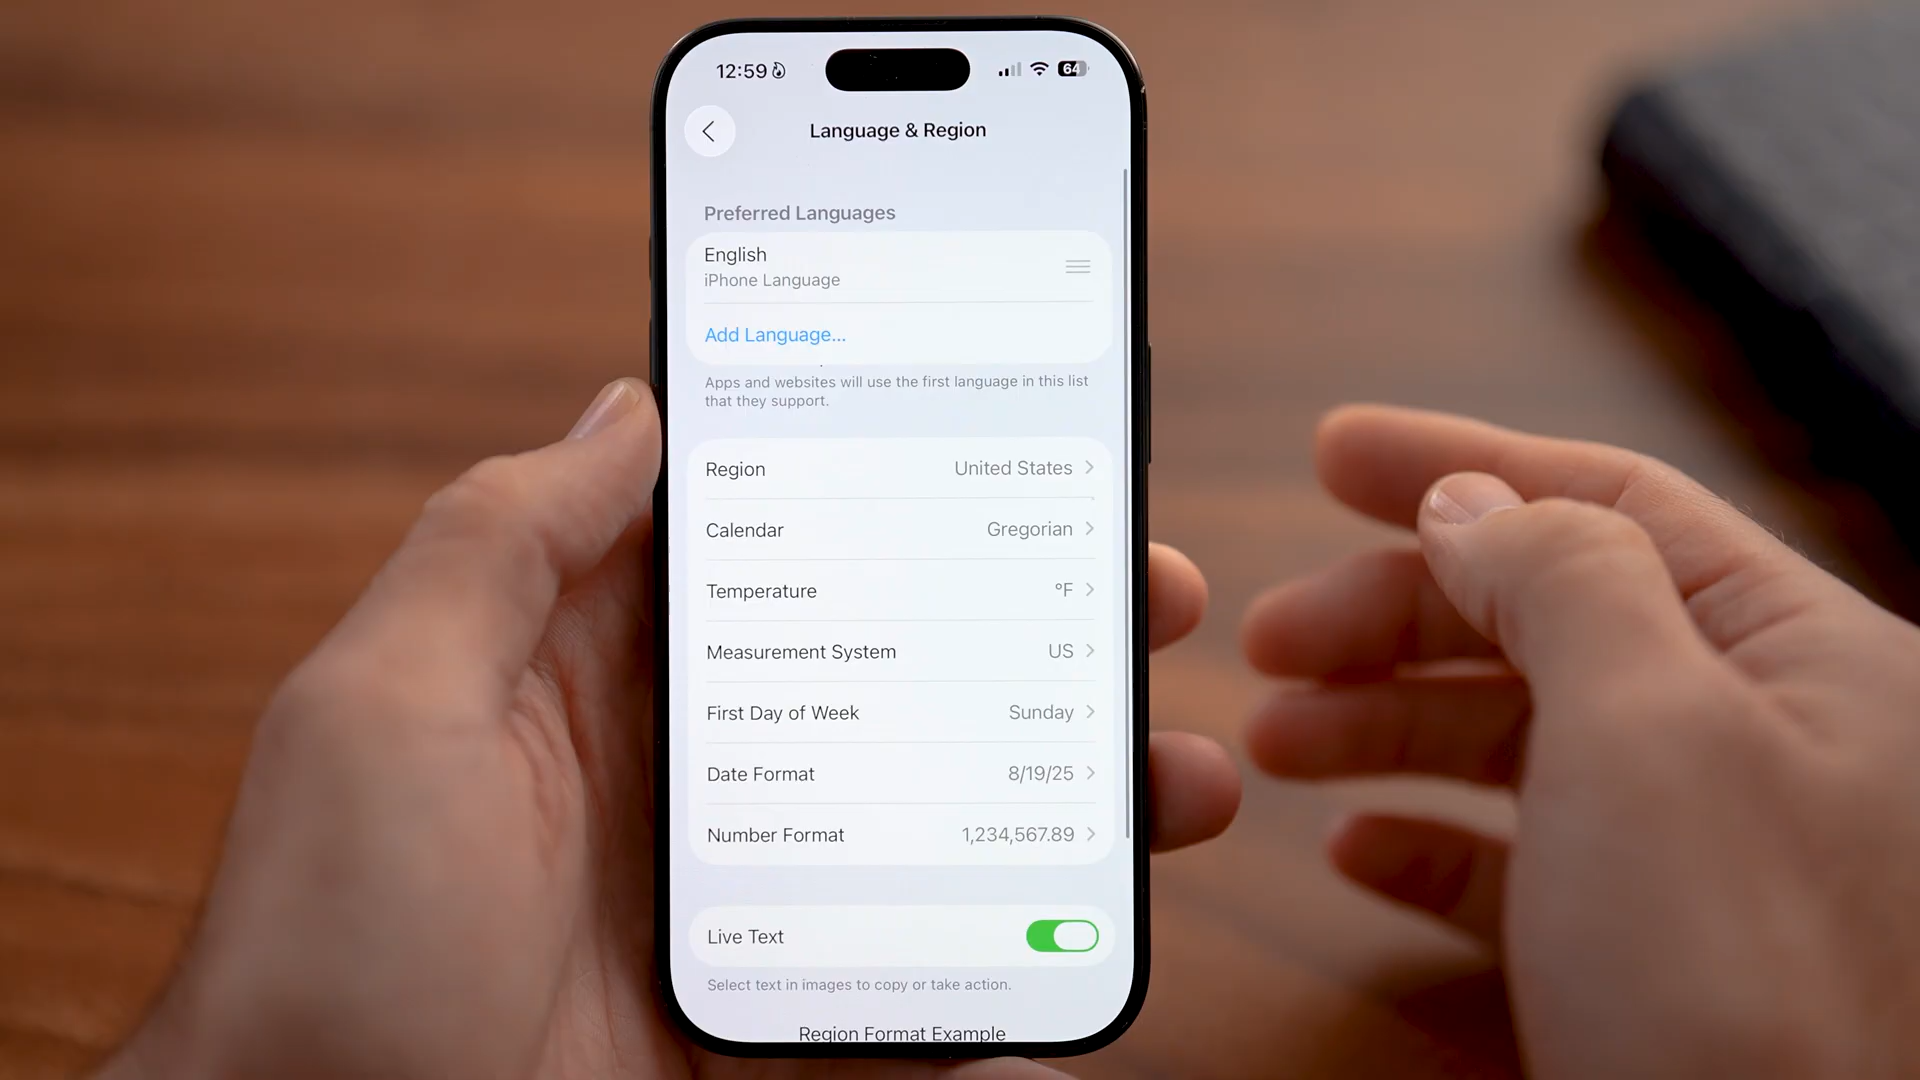 12:59
64
Language & Region
Preferred Languages
English
iPhone Language
Add Language...
Apps and websites will use the first language in this list
that they support.
Region United States
Calendar Gregorian
Temperature °F
Measurement System US
First Day of Week Sunday
Date Format 8/19/25
Number Format 1,234,567.89
Live Text
Select text in images to copy or take action.
Region Format Example